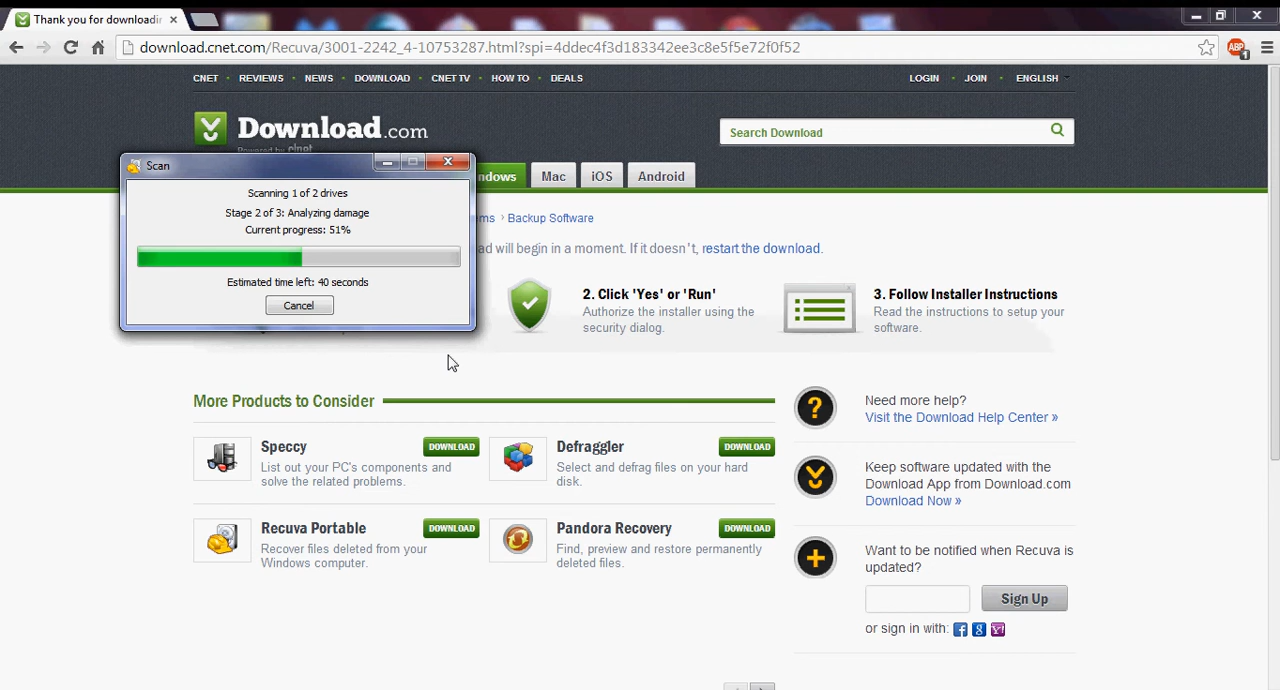 Thank you for downloadin
download.cnet.com/Recuva/3001-2242_4-10753287.html?spi=4ddec4f3d183342ee3c8e5f5e72f0f52
ABP
1
CNET REVIEWS NEWS DOWNLOAD CNET TV HOW TO DEALS
LOGIN JOIN ENGLISH
Download.com
Powered by c|net
Search Download
Scan
Scanning 1 of 2 drives
Stage 2 of 3: Analyzing damage
Current progress: 51%
Estimated time left: 40 seconds
Cancel
ndows Mac iOS Android
ms › Backup Software
ad will begin in a moment. If it doesn't, restart the download.
2. Click 'Yes' or 'Run'
Authorize the installer using the
security dialog.
3. Follow Installer Instructions
Read the instructions to setup your
software.
More Products to Consider
Speccy
DOWNLOAD
List out your PC's components and
solve the related problems.
Defraggler
DOWNLOAD
Select and defrag files on your hard
disk.
Recuva Portable
DOWNLOAD
Recover files deleted from your
Windows computer.
Pandora Recovery
DOWNLOAD
Find, preview and restore permanently
deleted files.
Need more help?
Visit the Download Help Center »
Keep software updated with the
Download App from Download.com
Download Now »
Want to be notified when Recuva is
updated?
Sign Up
or sign in with: